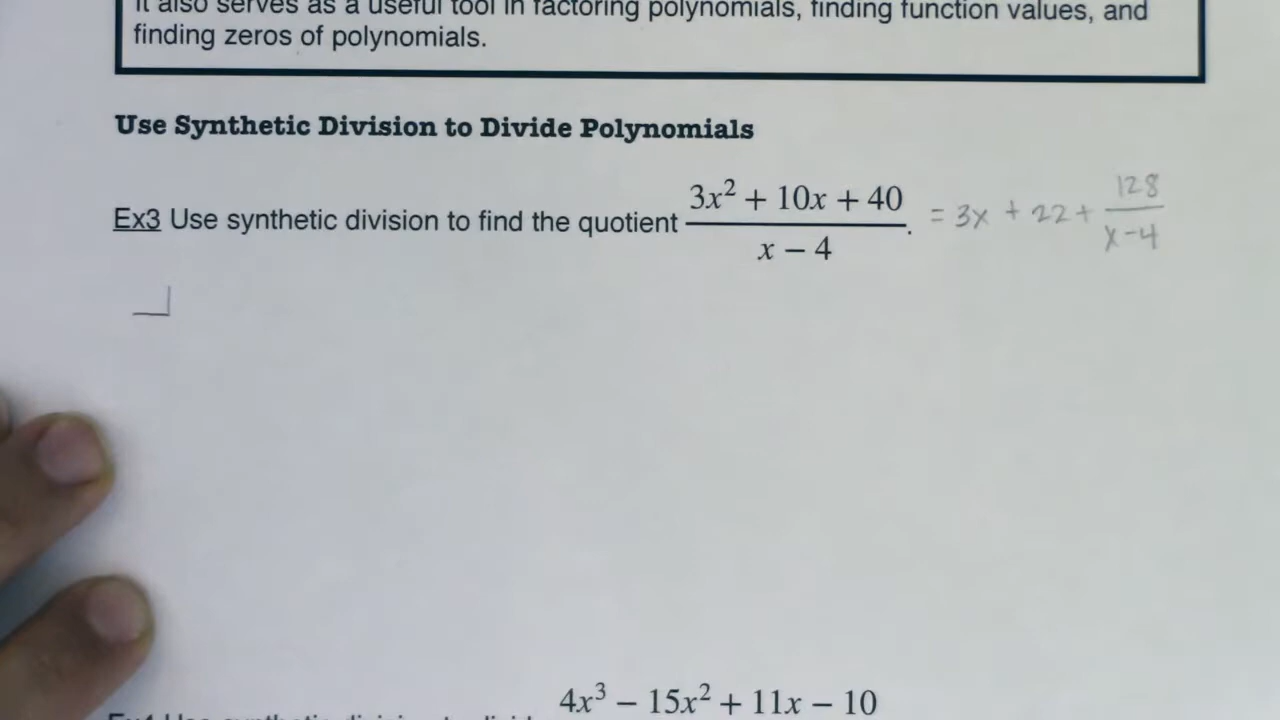 It also serves as a useful tool in factoring polynomials, finding function values, and
finding zeros of polynomials.
Use Synthetic Division to Divide Polynomials
Ex3 Use synthetic division to find the quotient (3x² + 10x + 40)/(x − 4). = 3x + 22 + 128/(x−4)
4x³ − 15x² + 11x − 10